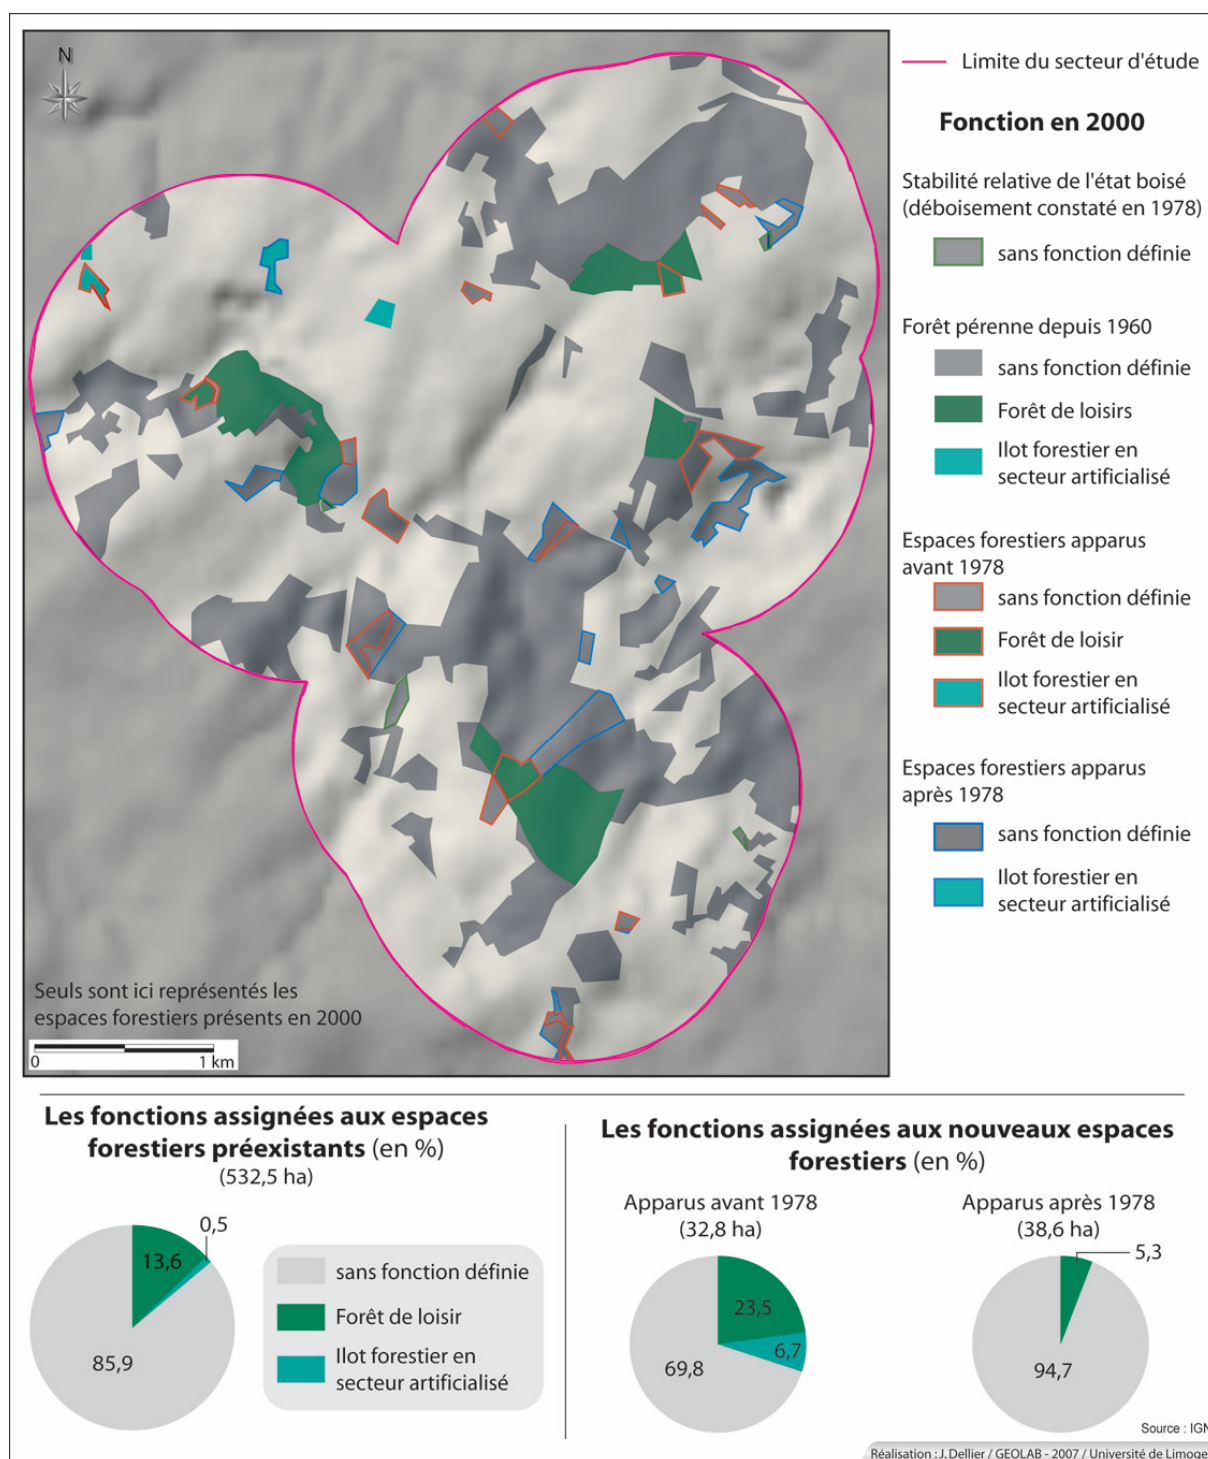 N
Limite du secteur d'étude
Fonction en 2000
Stabilité relative de l'état boisé
(déboisement constaté en 1978)
sans fonction définie
Forêt pérenne depuis 1960
sans fonction définie
Forêt de loisirs
Ilot forestier en
secteur artificialisé
Espaces forestiers apparus
avant 1978
sans fonction définie
Forêt de loisir
Ilot forestier en
secteur artificialisé
Espaces forestiers apparus
après 1978
sans fonction définie
Ilot forestier en
secteur artificialisé
Seuls sont ici représentés les
espaces forestiers présents en 2000
0 1 km
Les fonctions assignées aux espaces
forestiers préexistants (en %)
(532,5 ha)
0,5
13,6
85,9
sans fonction définie
Forêt de loisir
Ilot forestier en
secteur artificialisé
Les fonctions assignées aux nouveaux espaces
forestiers (en %)
Apparus avant 1978
(32,8 ha)
23,5
6,7
69,8
Apparus après 1978
(38,6 ha)
5,3
94,7
Source : IGN
Réalisation : J. Dellier / GEOLAB - 2007 / Université de Limoge